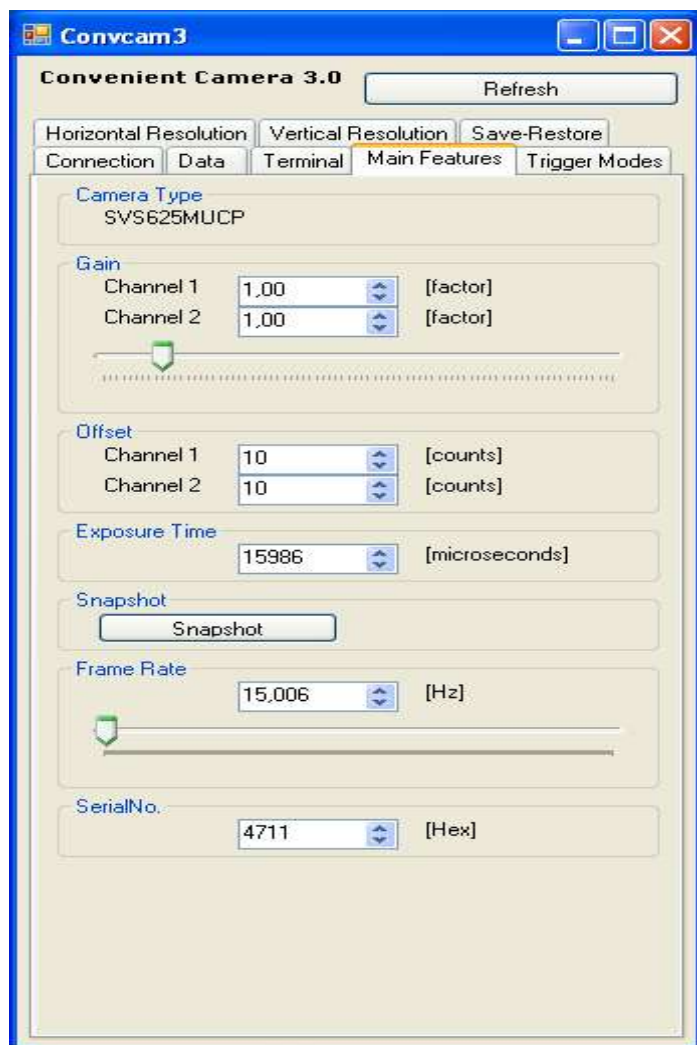 Convcam3
Convenient Camera 3.0
Refresh
Horizontal Resolution Vertical Resolution Save-Restore
Connection Data Terminal Main Features Trigger Modes
Camera Type
SVS625MUCP
Gain
Channel 1 1,00 [factor]
Channel 2 1,00 [factor]
Offset
Channel 1 10 [counts]
Channel 2 10 [counts]
Exposure Time
15986 [microseconds]
Snapshot
Snapshot
Frame Rate
15,006 [Hz]
SerialNo.
4711 [Hex]